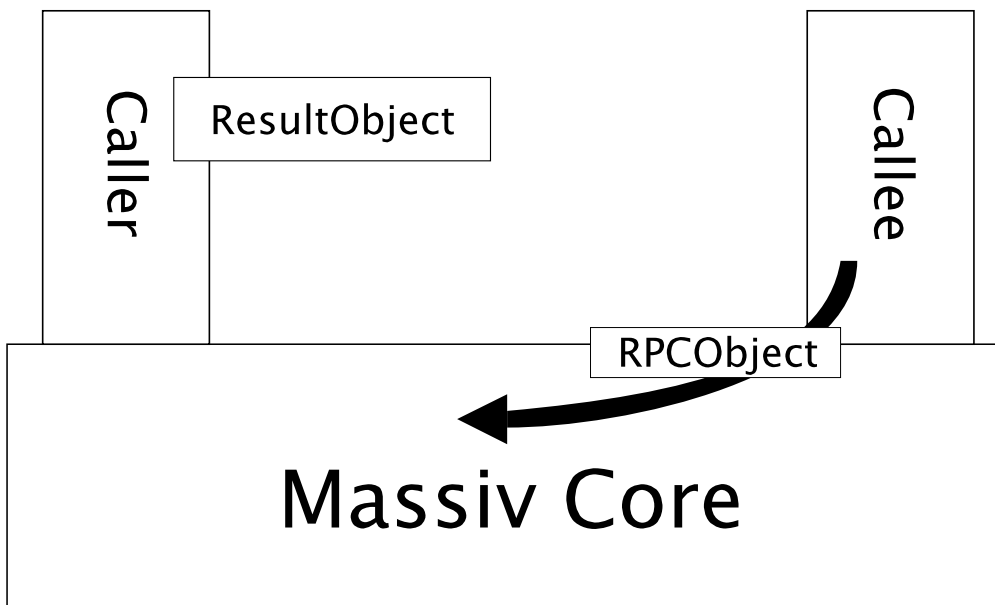 Caller
ResultObject
Callee
RPCObject
Massiv Core